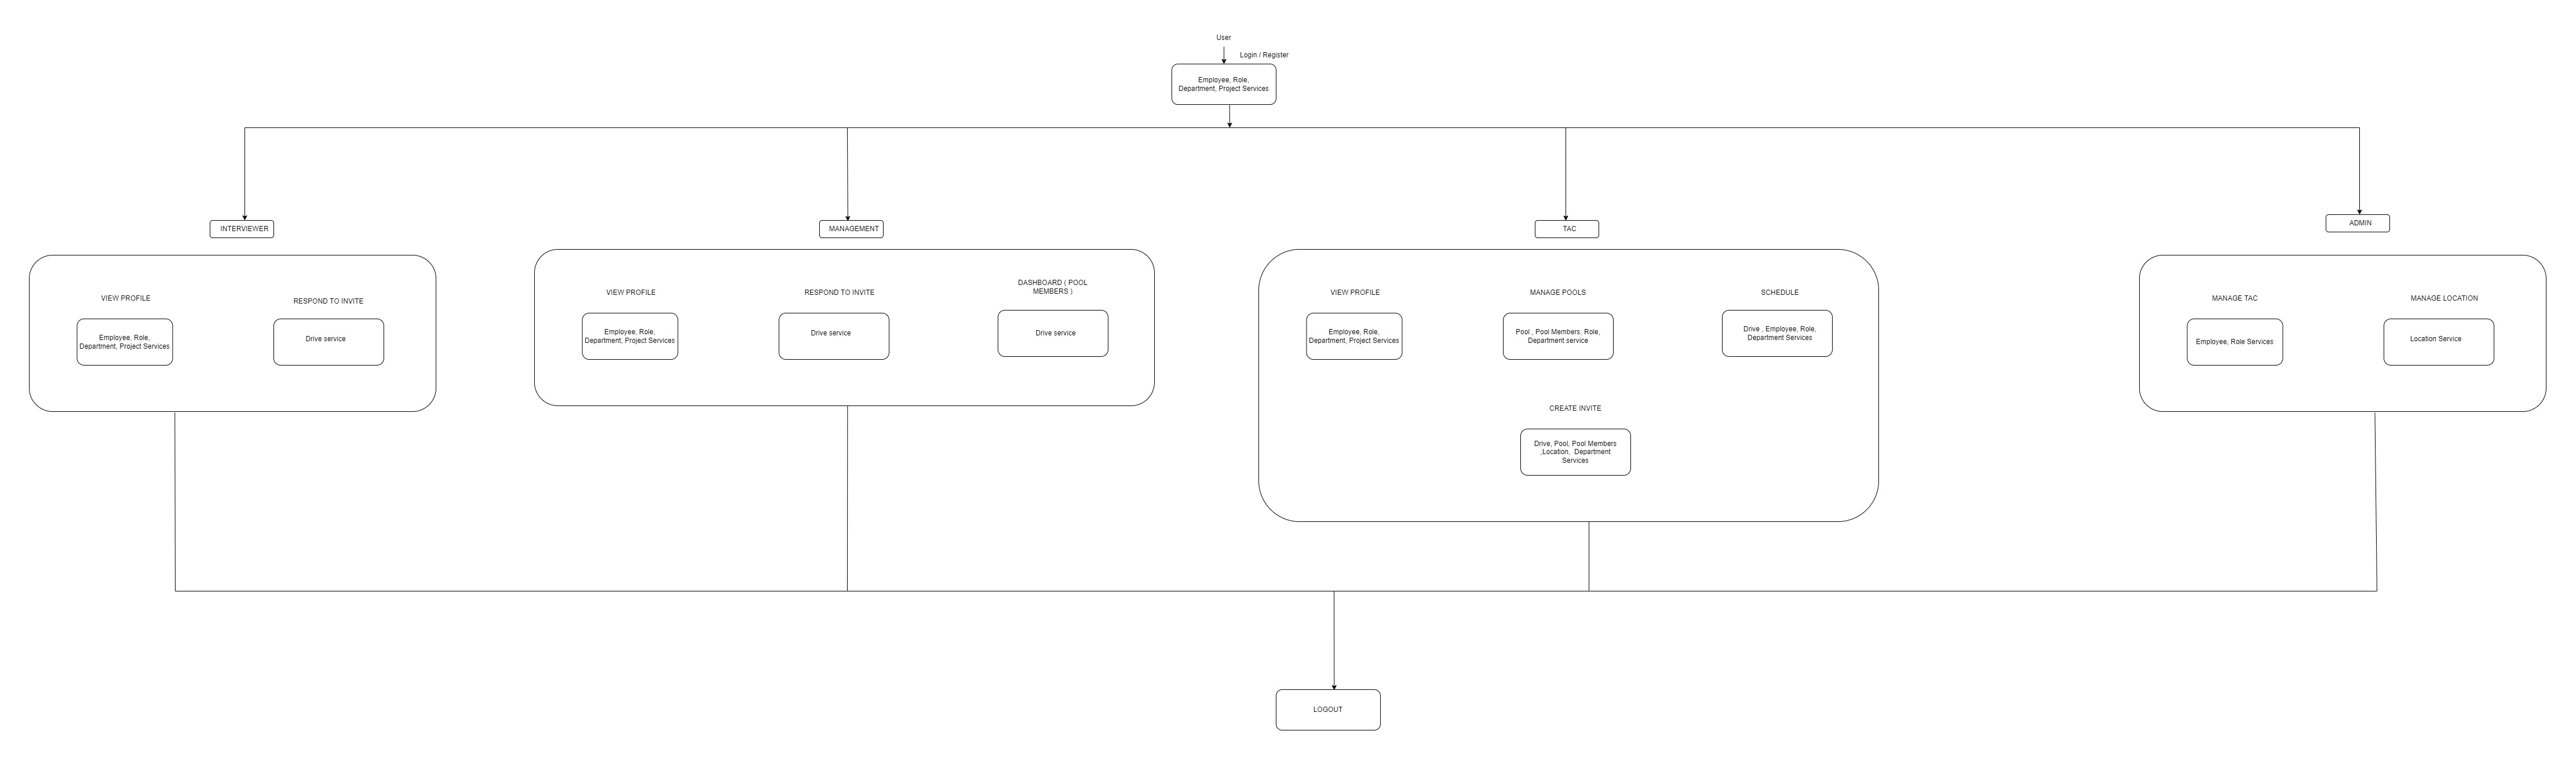 User
Login / Register
Employee, Role,
Department, Project Services
INTERVIEWER
MANAGEMENT
TAC
ADMIN
VIEW PROFILE
Employee, Role,
Department, Project Services
RESPOND TO INVITE
Drive service
VIEW PROFILE
Employee, Role,
Department, Project Services
RESPOND TO INVITE
Drive service
DASHBOARD ( POOL
MEMBERS )
Drive service
VIEW PROFILE
Employee, Role,
Department, Project Services
MANAGE POOLS
Pool , Pool Members, Role,
Department service
SCHEDULE
Drive , Employee, Role,
Department Services
CREATE INVITE
Drive, Pool, Pool Members
,Location, Department
Services
MANAGE TAC
Employee, Role Services
MANAGE LOCATION
Location Service
LOGOUT